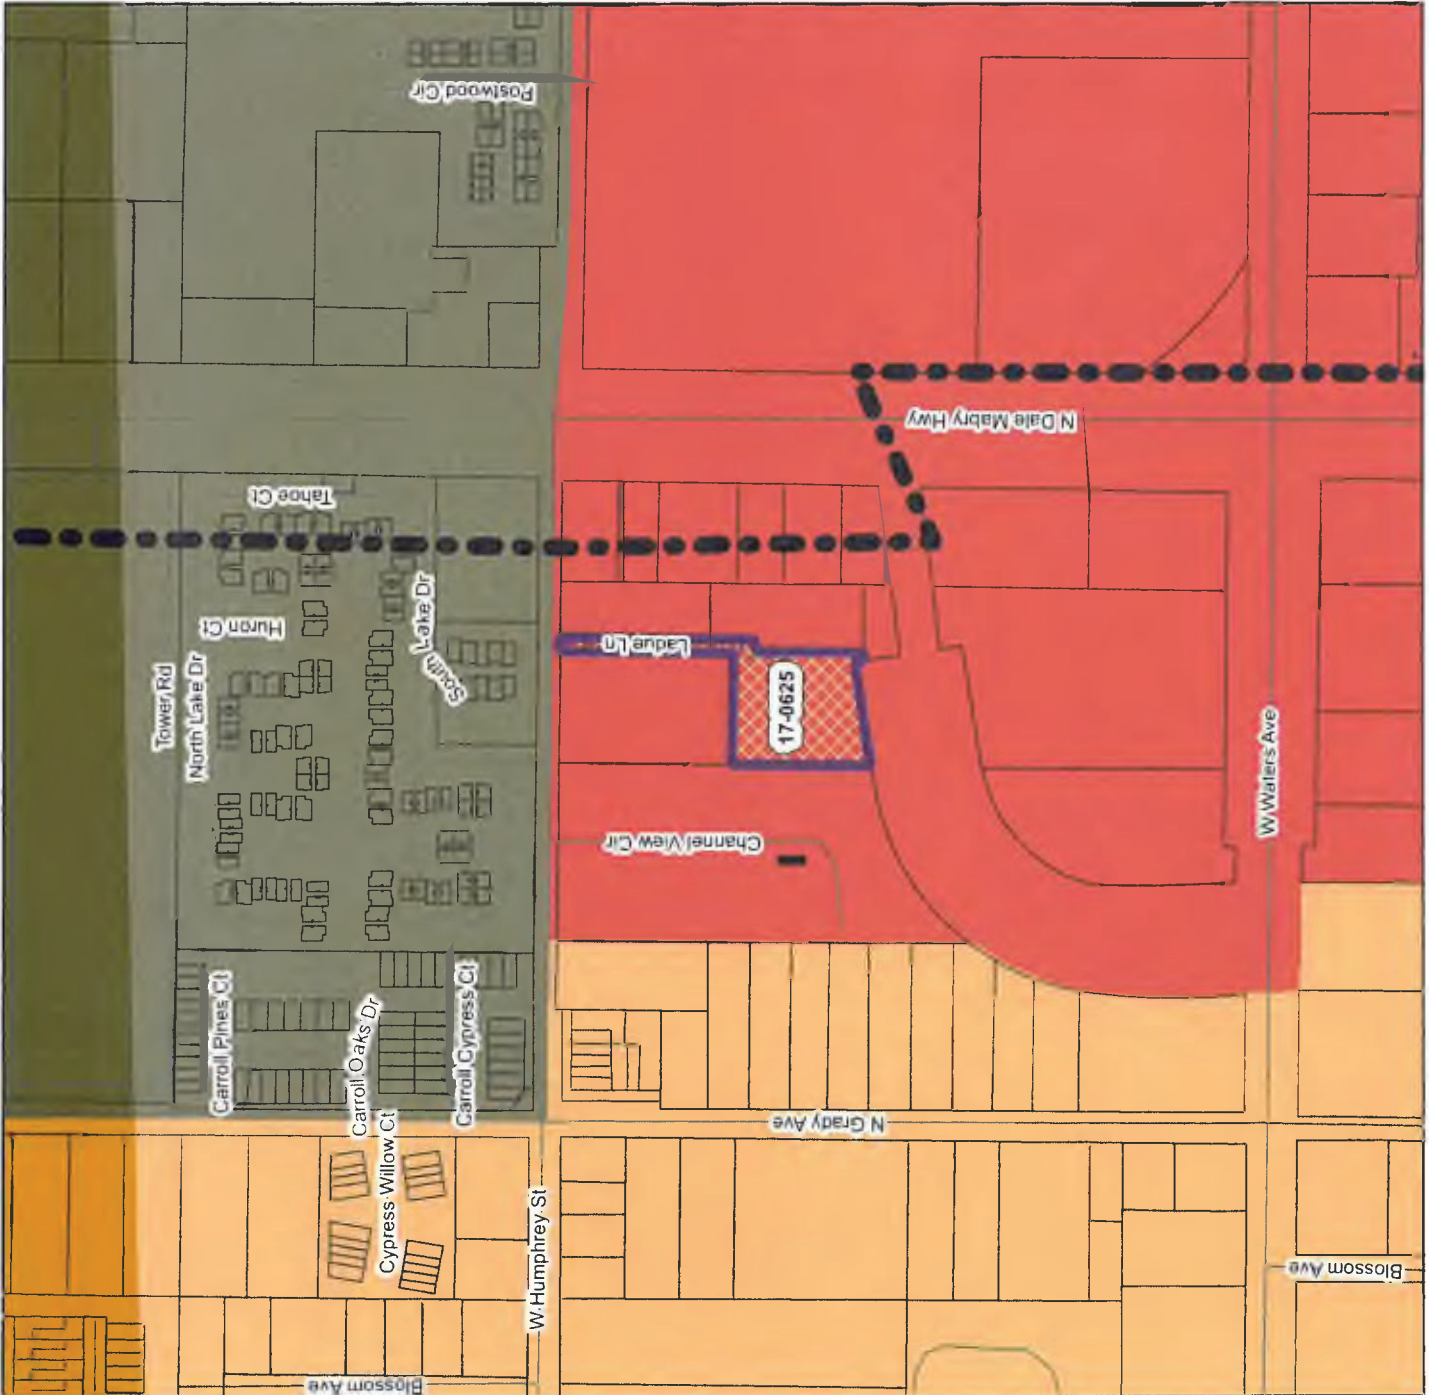 Postwood Cir
N Dale Mabry Hwy
Tahoe Ct
Huron Ct
South Lake Dr
Ladue Ln
Tower Rd
North Lake Dr
17-0625
W Waters Ave
Channel View Cir
Carroll Pines Ct
Carroll Oaks Dr
Carroll Cypress Ct
N Grady Ave
Cypress Willow Ct
W Humphrey St
Blossom Ave
Blossom Ave